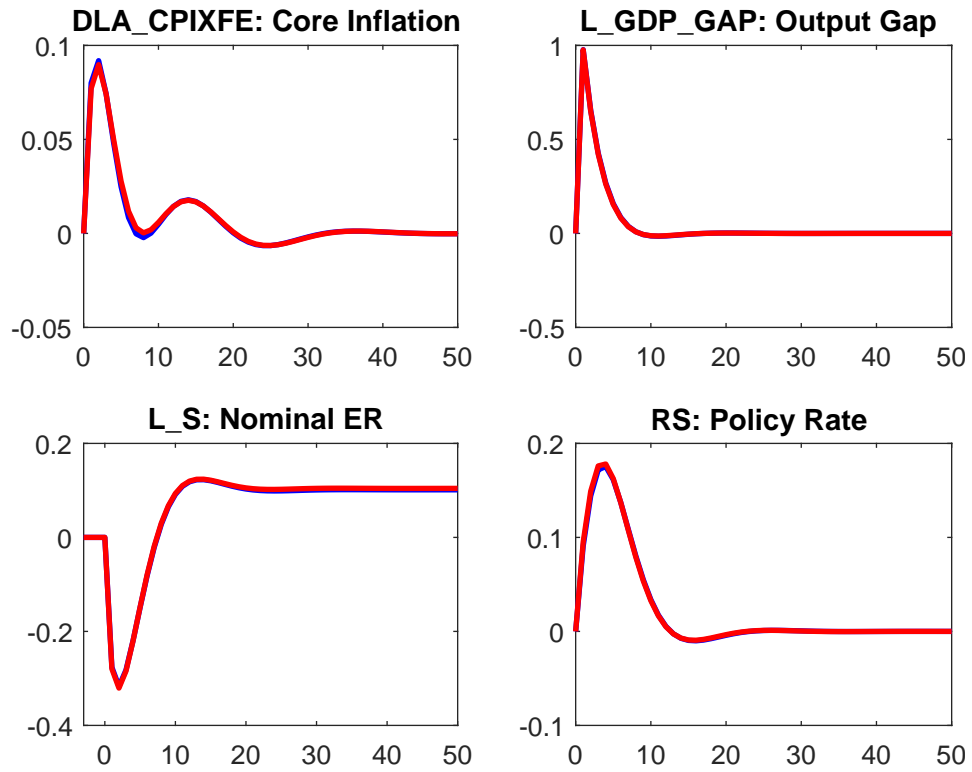 DLA_CPIXFE: Core Inflation
0.1
0.05
0
-0.05
0 10 20 30 40 50
L_GDP_GAP: Output Gap
1
0.5
0
-0.5
0 10 20 30 40 50
L_S: Nominal ER
0.2
0
-0.2
-0.4
0 10 20 30 40 50
RS: Policy Rate
0.2
0.1
0
-0.1
0 10 20 30 40 50